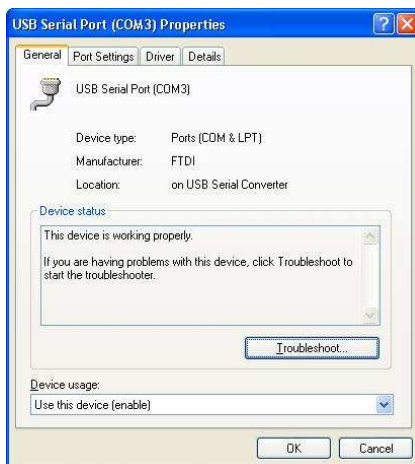 USB Serial Port (COM3) Properties
General Port Settings Driver Details
USB Serial Port (COM3)
Device type: Ports (COM & LPT)
Manufacturer: FTDI
Location: on USB Serial Converter
Device status
This device is working properly.
If you are having problems with this device, click Troubleshoot to
start the troubleshooter.
Troubleshoot...
Device usage:
Use this device (enable)
OK Cancel